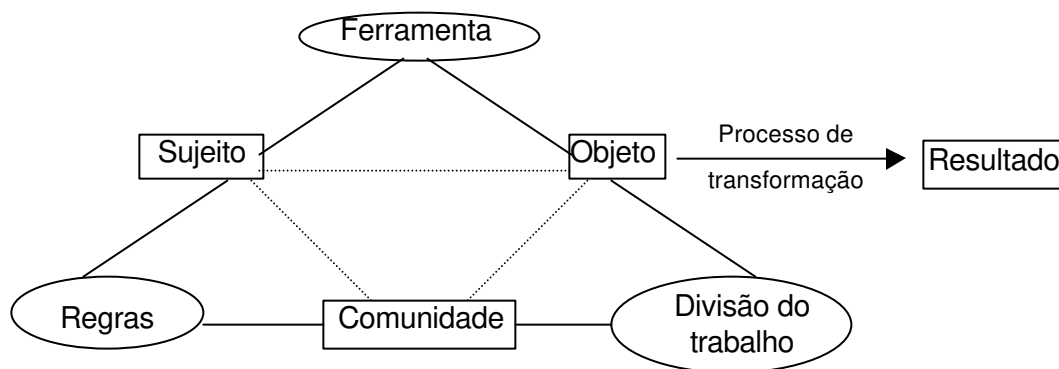 Ferramenta
Sujeito
Objeto
Processo de
transformação
Resultado
Regras
Comunidade
Divisão do
trabalho